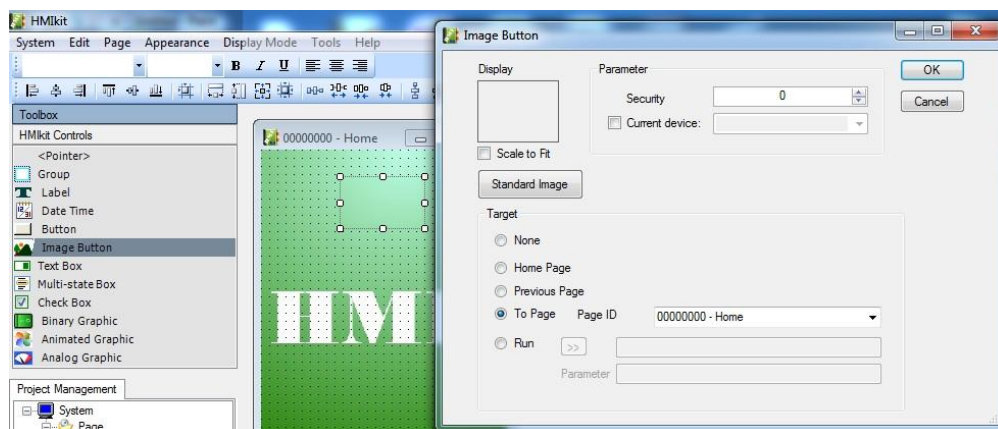 HMIkit
System Edit Page Appearance Display Mode Tools Help
B I U
Toolbox
HMIkit Controls
<Pointer>
Group
Label
Date Time
Button
Image Button
Text Box
Multi-state Box
Check Box
Binary Graphic
Animated Graphic
Analog Graphic
Project Management
System
Page
00000000 - Home
HM
Image Button
Display
Scale to Fit
Standard Image
Parameter
Security 0
Current device:
OK
Cancel
Target
None
Home Page
Previous Page
To Page Page ID 00000000 - Home
Run >>
Parameter